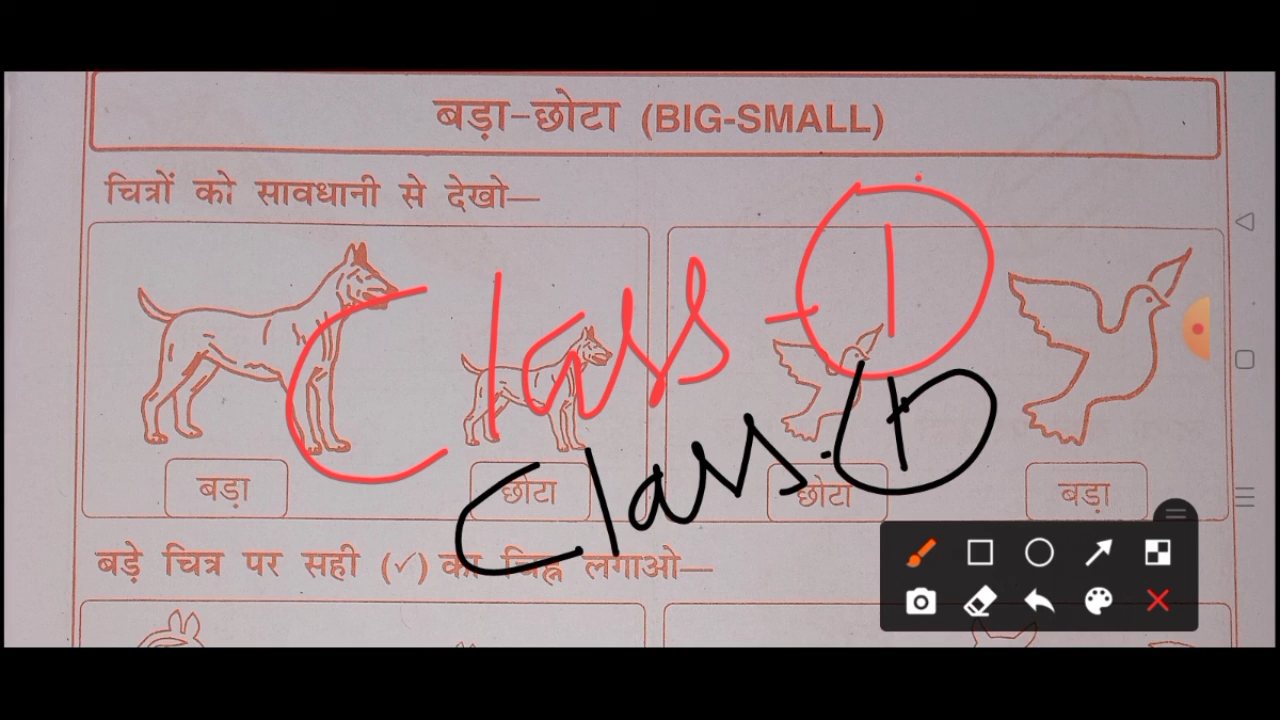 बड़ा-छोटा (BIG-SMALL)
चित्रों को सावधानी से देखो—
Class - 1
Class. 1
बड़ा छोटा छोटा बड़ा
बड़े चित्र पर सही (✓) का चिह्न लगाओ—